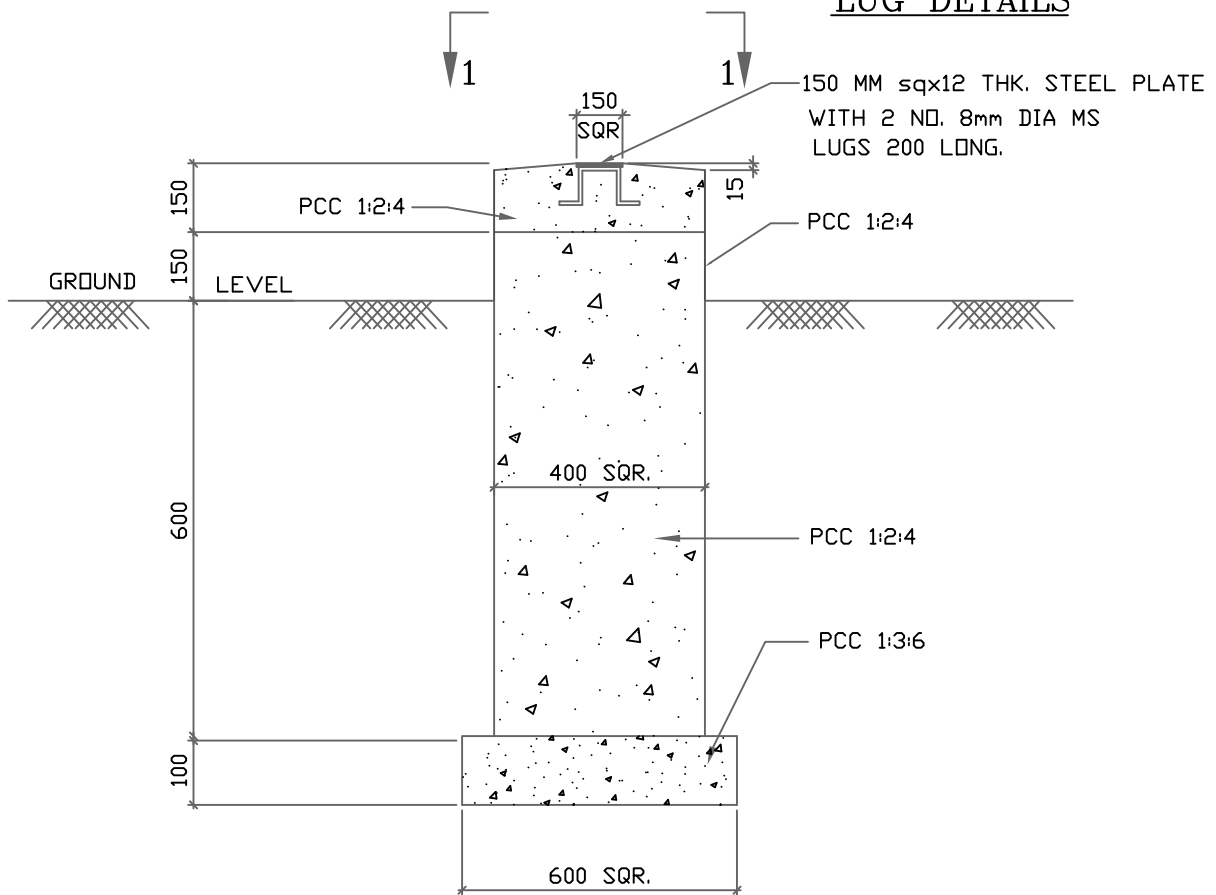 LUG DETAILS
1 1
150 MM sqx12 THK. STEEL PLATE
WITH 2 NO. 8mm DIA MS
LUGS 200 LONG.
150
SQR
150
15
PCC 1:2:4
PCC 1:2:4
150
GROUND LEVEL
400 SQR.
600
PCC 1:2:4
PCC 1:3:6
100
600 SQR.